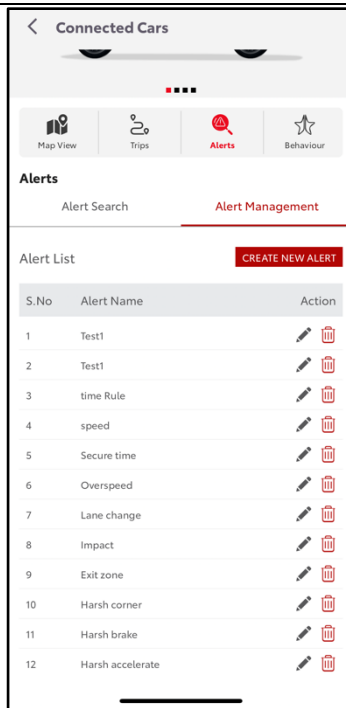 Connected Cars
Map View Trips Alerts Behaviour
Alerts
Alert Search Alert Management
Alert List CREATE NEW ALERT
S.No Alert Name Action
1 Test1
2 Test1
3 time Rule
4 speed
5 Secure time
6 Overspeed
7 Lane change
8 Impact
9 Exit zone
10 Harsh corner
11 Harsh brake
12 Harsh accelerate